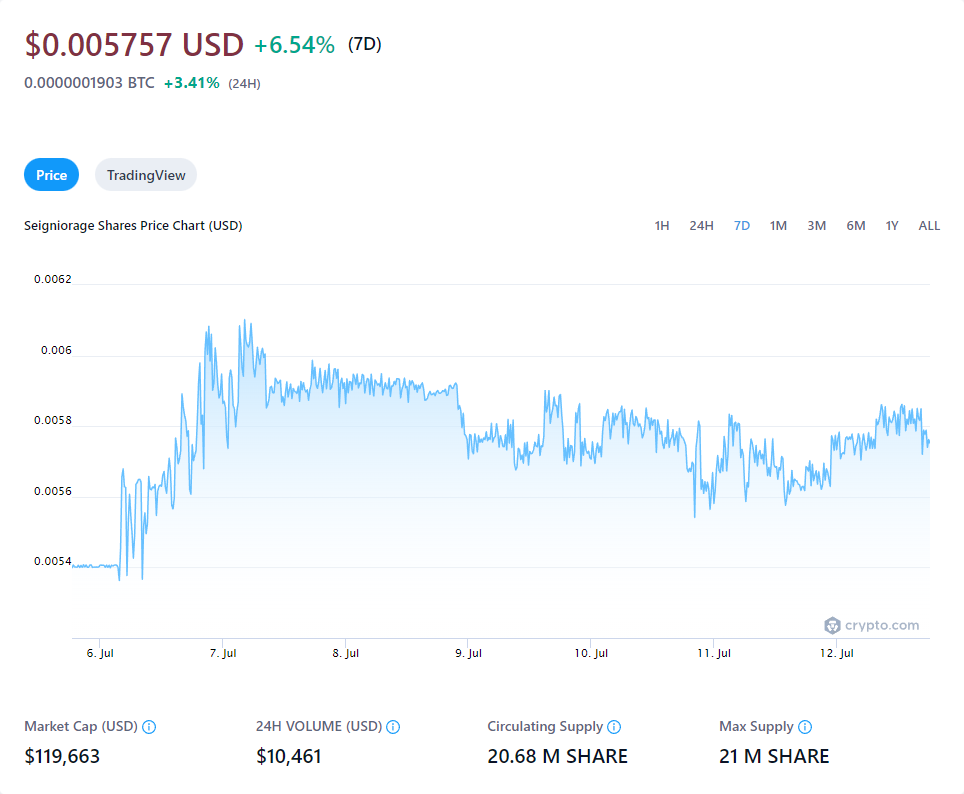 $0.005757 USD +6.54% (7D)
0.0000001903 BTC +3.41% (24H)
Price TradingView
Seigniorage Shares Price Chart (USD) 1H 24H 7D 1M 3M 6M 1Y ALL
0.0062
0.006
0.0058
0.0056
0.0054
crypto.com
6. Jul 7. Jul 8. Jul 9. Jul 10. Jul 11. Jul 12. Jul
Market Cap (USD) 24H VOLUME (USD) Circulating Supply Max Supply
$119,663 $10,461 20.68 M SHARE 21 M SHARE